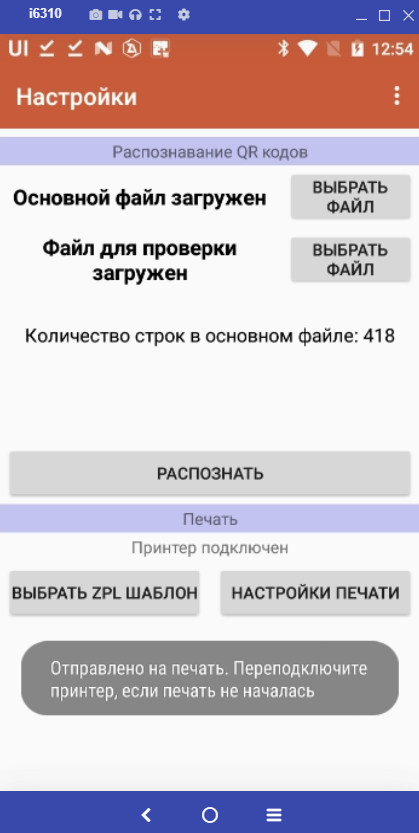 i6310
UI
12:54
Настройки
Распознавание QR кодов
Основной файл загружен
ВЫБРАТЬ
ФАЙЛ
Файл для проверки
загружен
ВЫБРАТЬ
ФАЙЛ
Количество строк в основном файле: 418
РАСПОЗНАТЬ
Печать
Принтер подключен
ВЫБРАТЬ ZPL ШАБЛОН
НАСТРОЙКИ ПЕЧАТИ
Отправлено на печать. Переподключите
принтер, если печать не началась